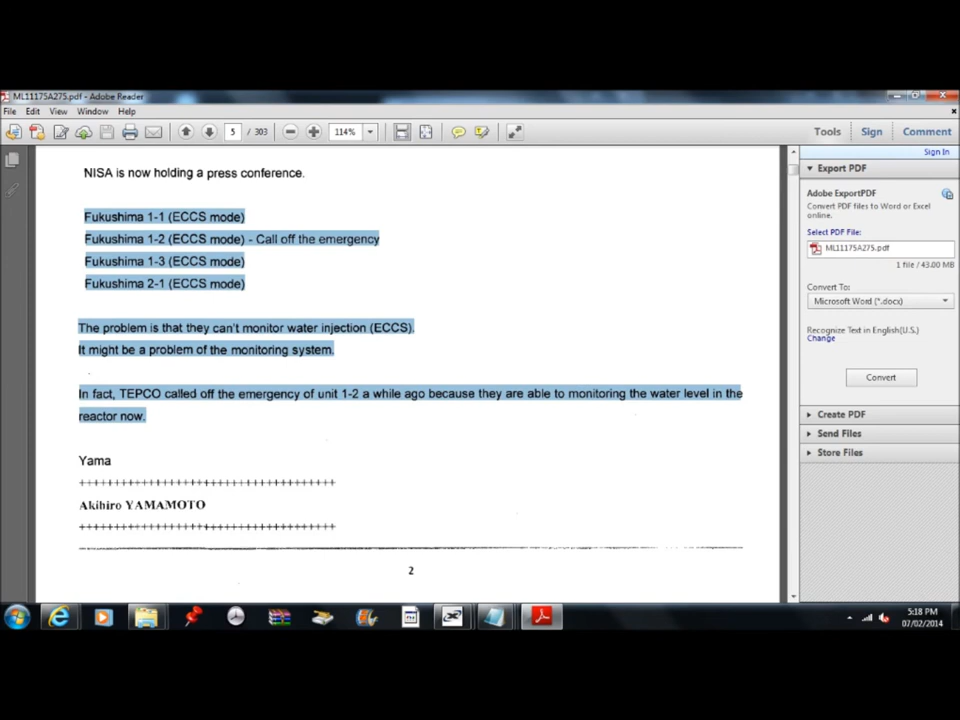 ML11175A275.pdf - Adobe Reader
File Edit View Window Help
5 / 303 114% Tools Sign Comment
Sign In
NISA is now holding a press conference.
Fukushima 1-1 (ECCS mode)
Fukushima 1-2 (ECCS mode) - Call off the emergency
Fukushima 1-3 (ECCS mode)
Fukushima 2-1 (ECCS mode)
The problem is that they can't monitor water injection (ECCS).
It might be a problem of the monitoring system.
In fact, TEPCO called off the emergency of unit 1-2 a while ago because they are able to monitoring the water level in the
reactor now.
Yama
++++++++++++++++++++++++++++++++++++
Akihiro YAMAMOTO
++++++++++++++++++++++++++++++++++++
2
Export PDF
Adobe ExportPDF
Convert PDF files to Word or Excel
online.
Select PDF File:
ML11175A275.pdf
1 file / 43.00 MB
Convert To:
Microsoft Word (*.docx)
Recognize Text in English(U.S.)
Change
Convert
Create PDF
Send Files
Store Files
5:18 PM
07/02/2014